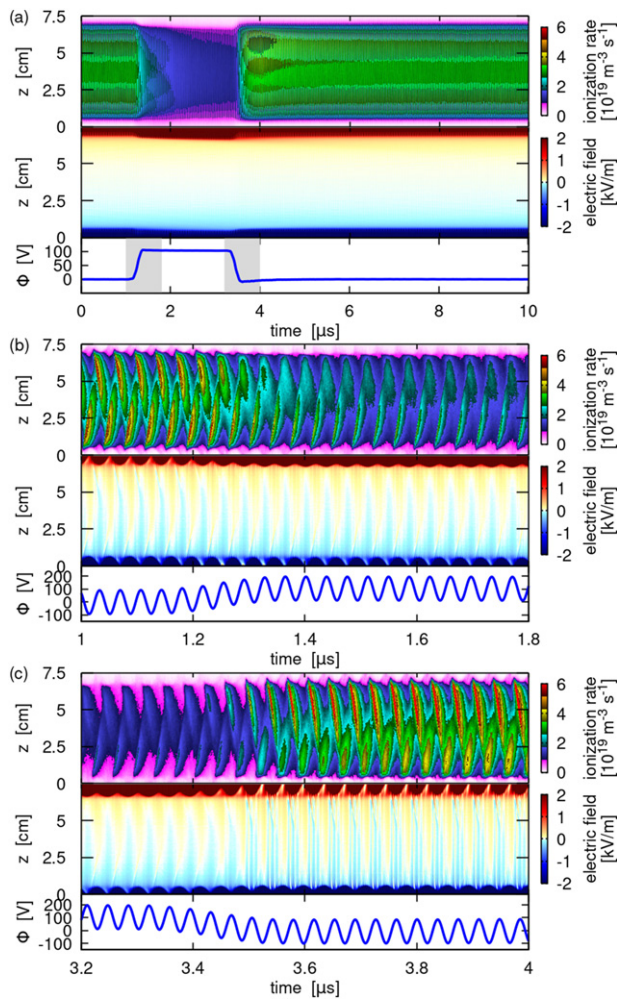 (a)
7.5
5
2.5
0
z [cm]
6
4
2
0
ionization rate
[10¹⁹ m⁻³ s⁻¹]
5
2.5
0
z [cm]
2
1
0
-1
-2
electric field
[kV/m]
100
50
0
Φ [V]
0 2 4 6 8 10
time [μs]
(b)
7.5
5
2.5
z [cm]
6
4
2
0
ionization rate
[10¹⁹ m⁻³ s⁻¹]
5
2.5
0
z [cm]
2
1
0
-1
-2
electric field
[kV/m]
200
100
0
-100
Φ [V]
1 1.2 1.4 1.6 1.8
time [μs]
(c)
7.5
5
2.5
0
z [cm]
6
4
2
0
ionization rate
[10¹⁹ m⁻³ s⁻¹]
5
2.5
0
z [cm]
2
1
0
-1
-2
electric field
[kV/m]
200
100
0
-100
Φ [V]
3.2 3.4 3.6 3.8 4
time [μs]